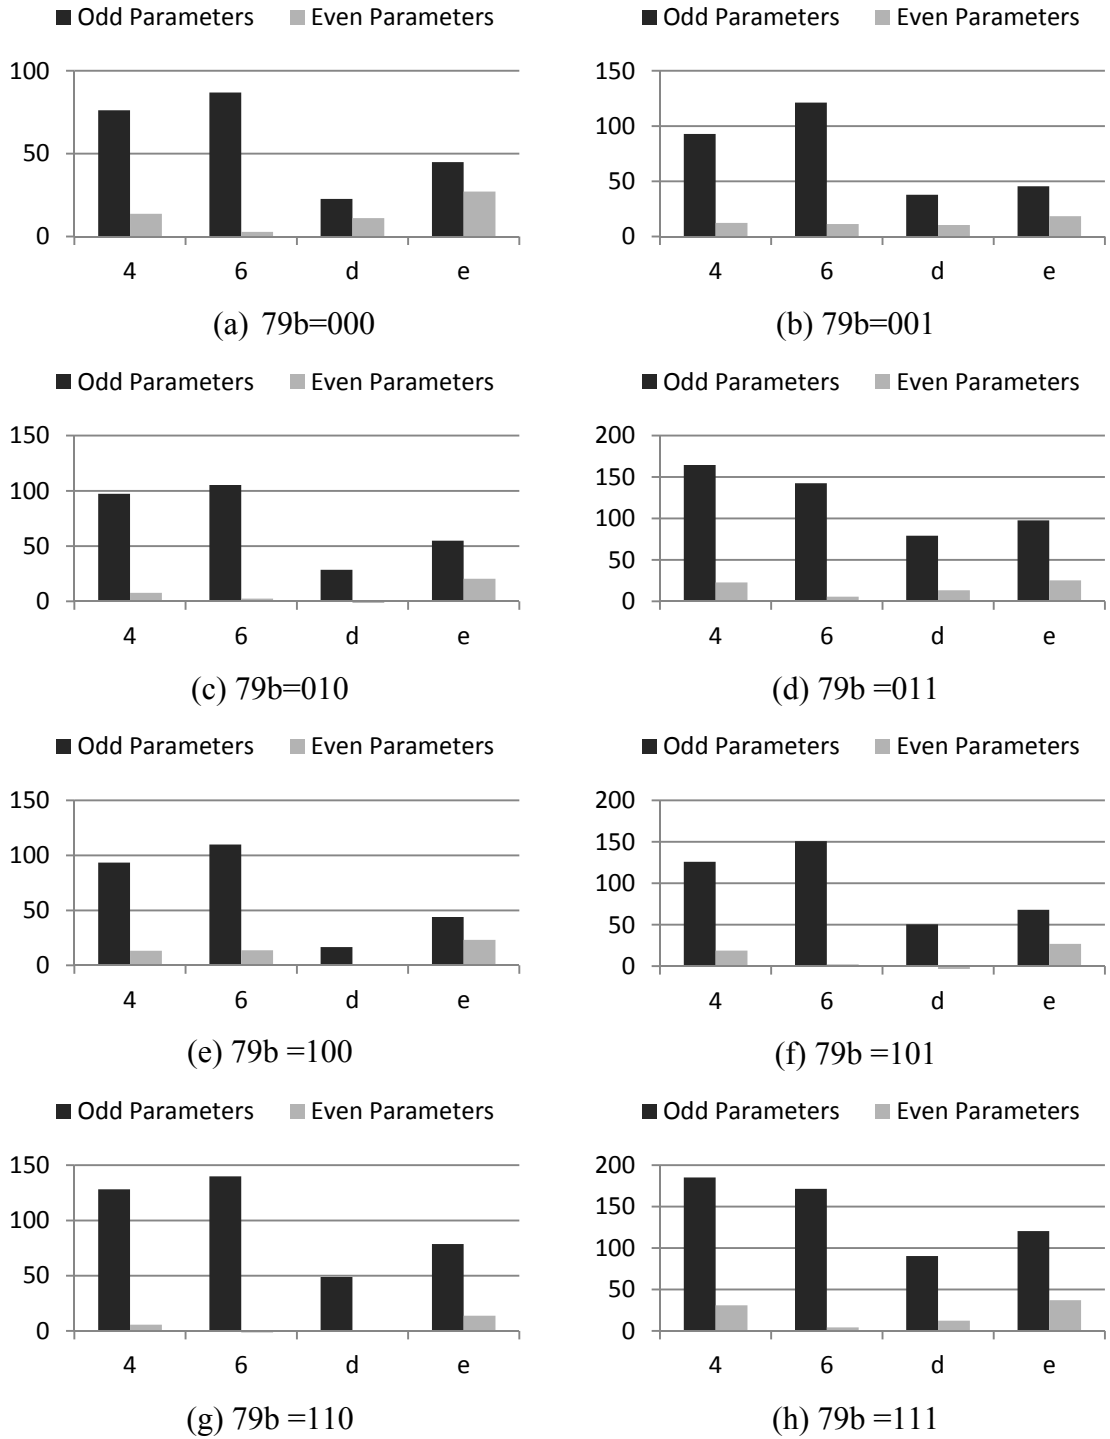 ■ Odd Parameters ■ Even Parameters
100
50
0
4 6 d e
(a) 79b=000
■ Odd Parameters ■ Even Parameters
150
100
50
0
4 6 d e
(b) 79b=001
■ Odd Parameters ■ Even Parameters
150
100
50
0
4 6 d e
(c) 79b=010
■ Odd Parameters ■ Even Parameters
200
150
100
50
0
4 6 d e
(d) 79b =011
■ Odd Parameters ■ Even Parameters
150
100
50
0
4 6 d e
(e) 79b =100
■ Odd Parameters ■ Even Parameters
200
150
100
50
0
4 6 d e
(f) 79b =101
■ Odd Parameters ■ Even Parameters
150
100
50
0
4 6 d e
(g) 79b =110
■ Odd Parameters ■ Even Parameters
200
150
100
50
0
4 6 d e
(h) 79b =111